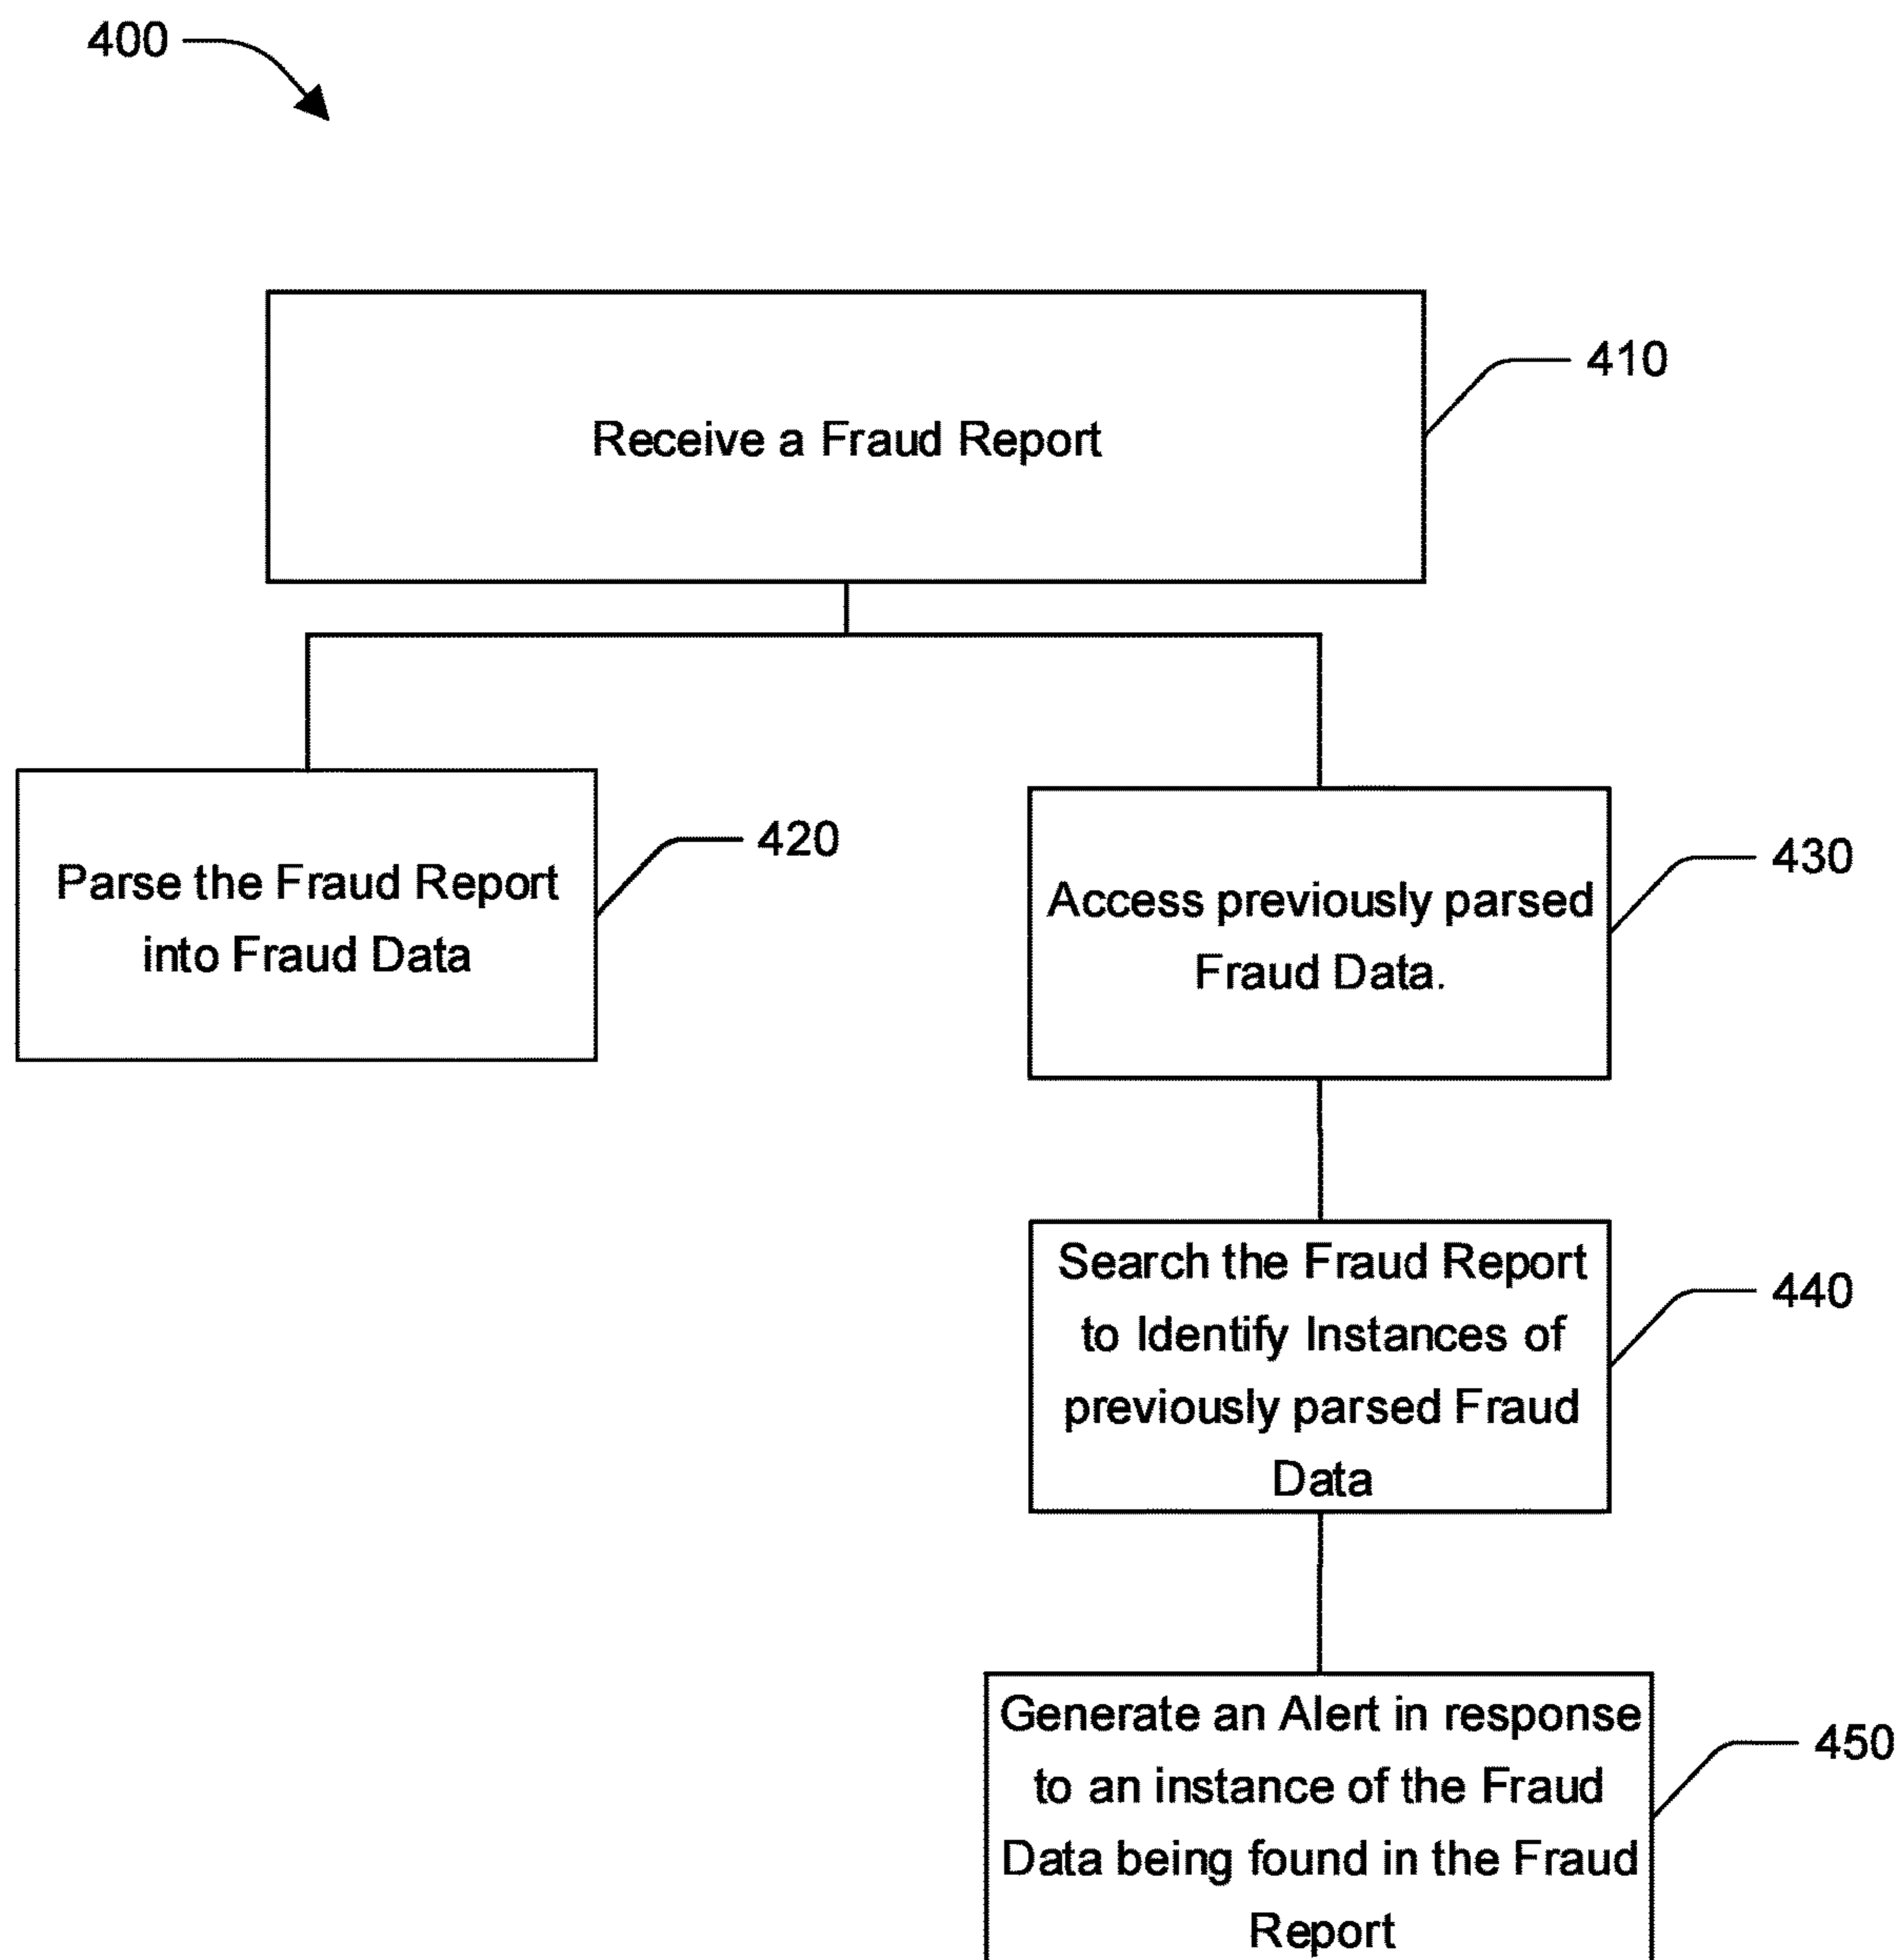 400
410
Receive a Fraud Report
420
Parse the Fraud Report
into Fraud Data
430
Access previously parsed
Fraud Data.
440
Search the Fraud Report
to Identify Instances of
previously parsed Fraud
Data
450
Generate an Alert in response
to an instance of the Fraud
Data being found in the Fraud
Report